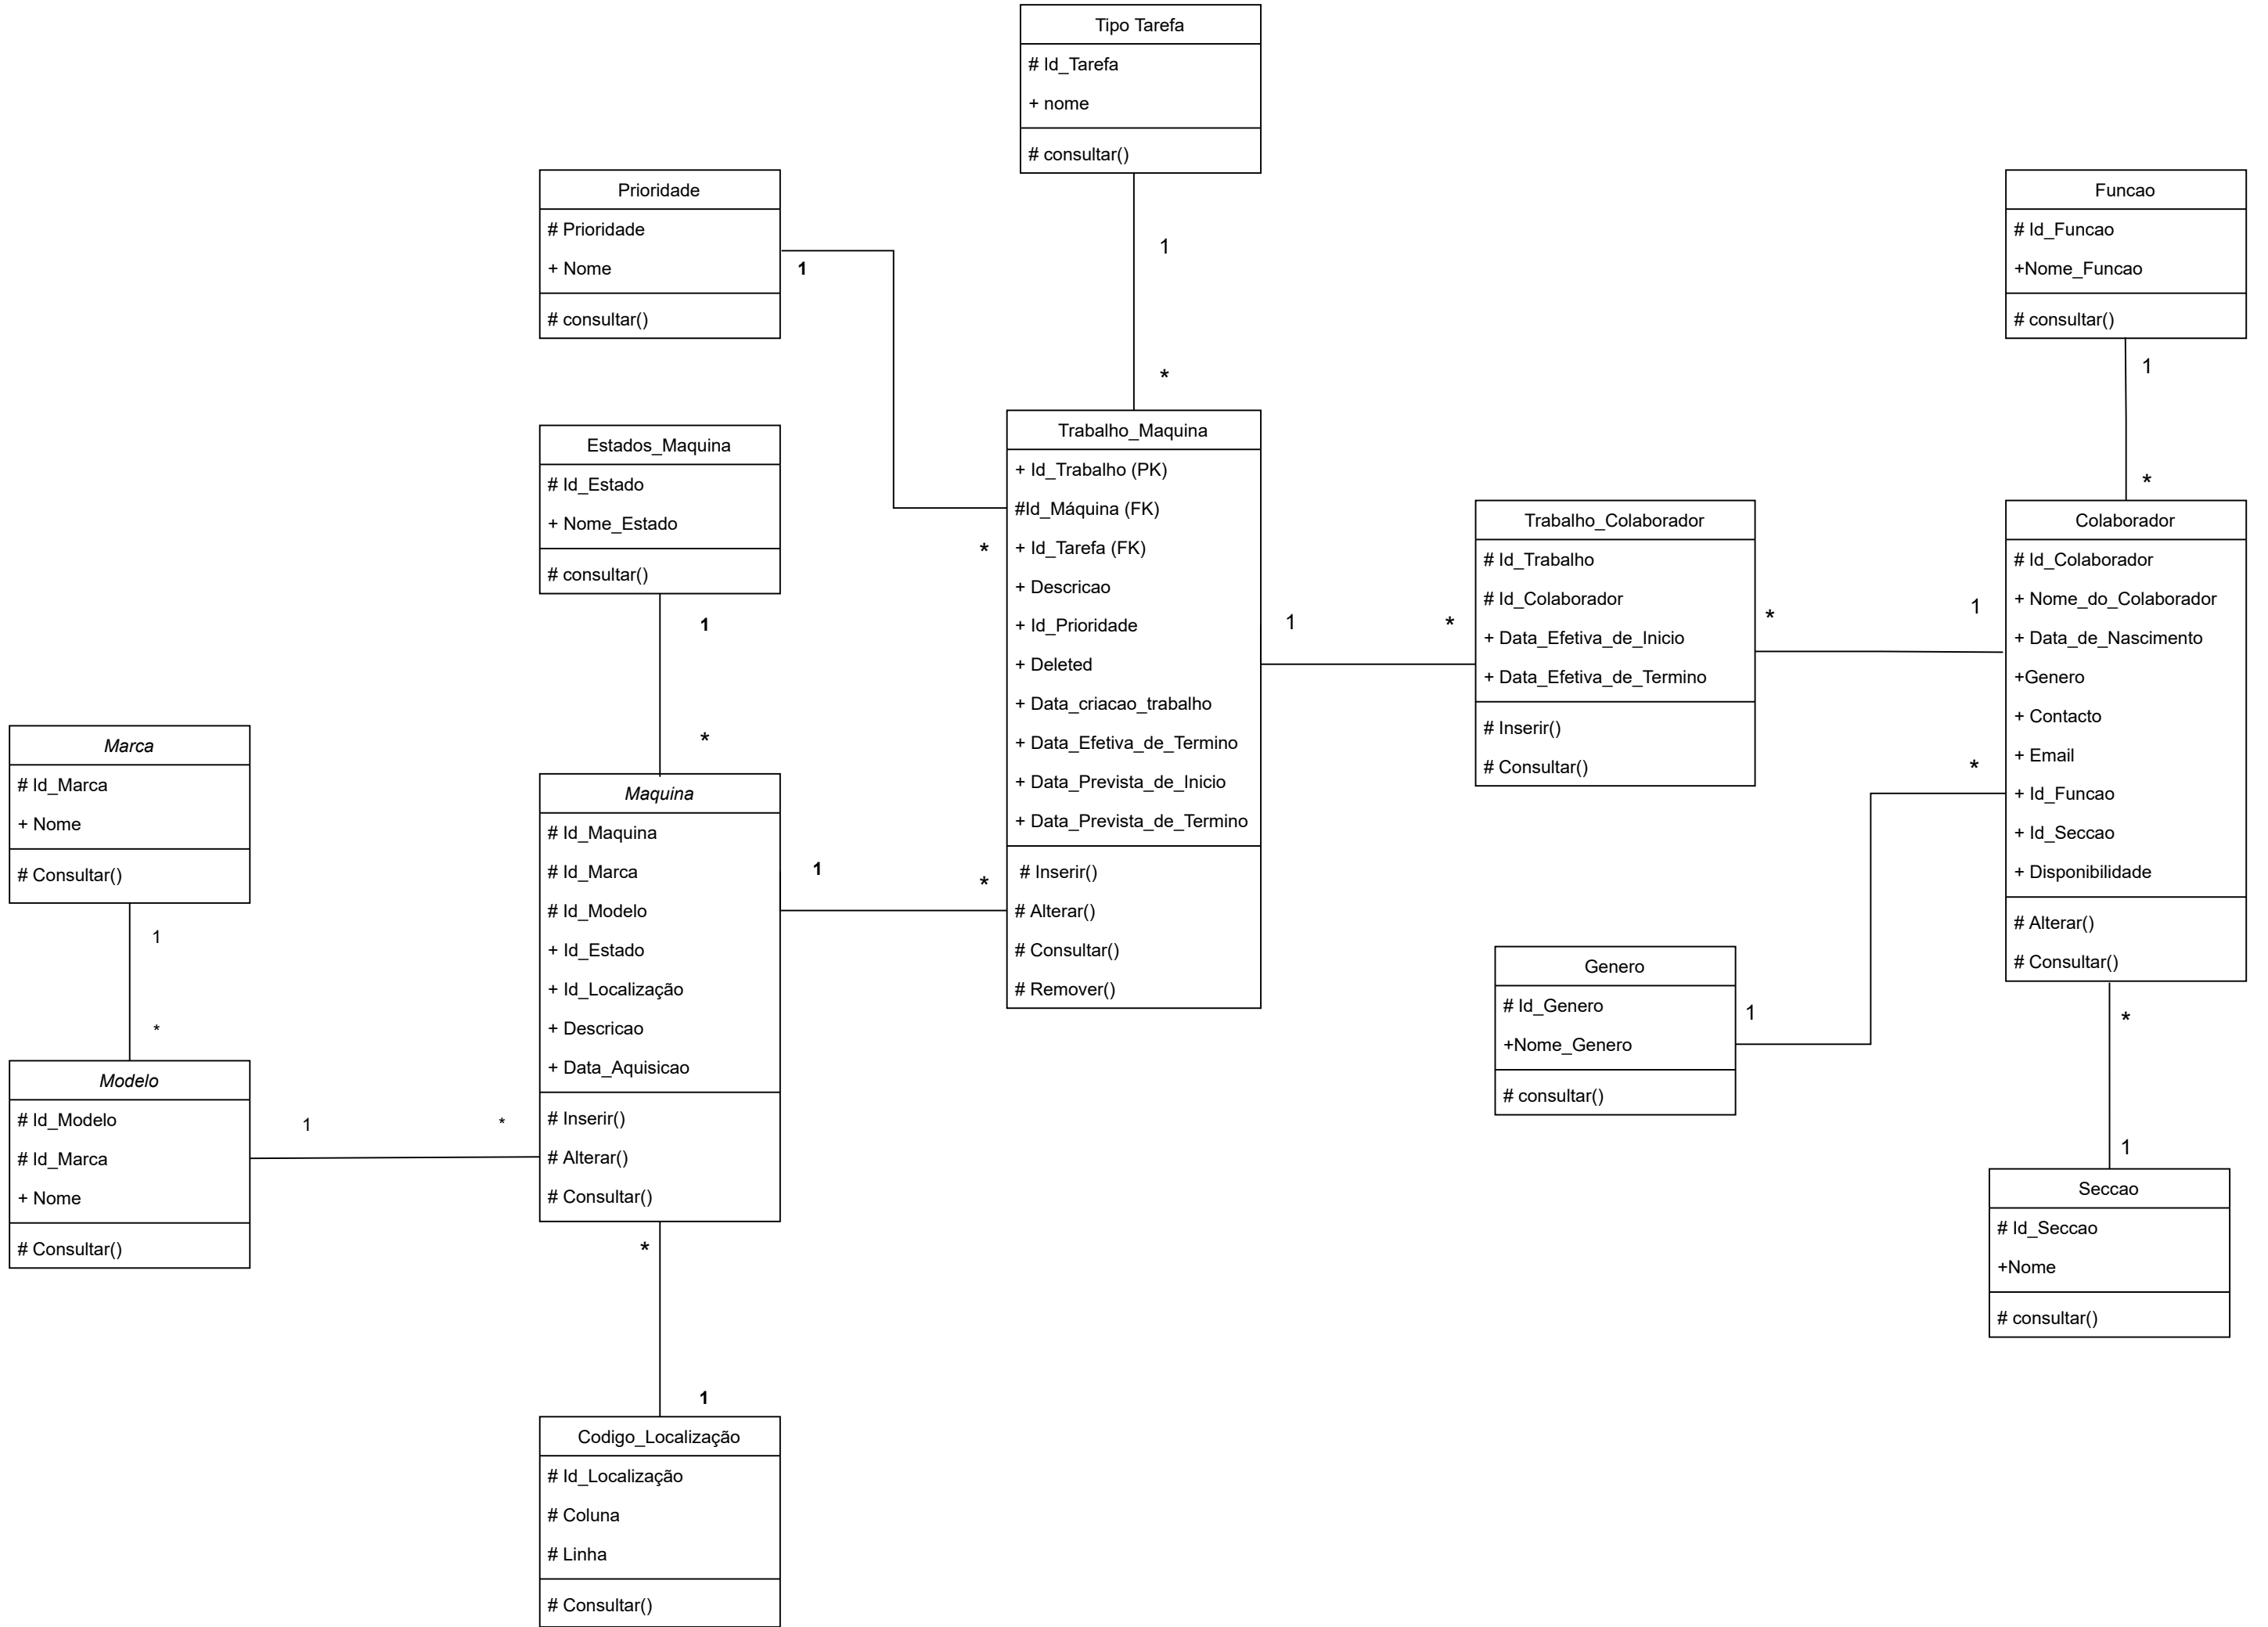 Tipo Tarefa
# Id_Tarefa
+ nome
# consultar()
1
*
Prioridade
# Prioridade
+ Nome
# consultar()
1
*
Estados_Maquina
# Id_Estado
+ Nome_Estado
# consultar()
1
*
Trabalho_Maquina
+ Id_Trabalho (PK)
#Id_Máquina (FK)
+ Id_Tarefa (FK)
+ Descricao
+ Id_Prioridade
+ Deleted
+ Data_criacao_trabalho
+ Data_Efetiva_de_Termino
+ Data_Prevista_de_Inicio
+ Data_Prevista_de_Termino
# Inserir()
# Alterar()
# Consultar()
# Remover()
1
*
Trabalho_Colaborador
# Id_Trabalho
# Id_Colaborador
+ Data_Efetiva_de_Inicio
+ Data_Efetiva_de_Termino
# Inserir()
# Consultar()
*
1
Funcao
# Id_Funcao
+Nome_Funcao
# consultar()
1
*
Colaborador
# Id_Colaborador
+ Nome_do_Colaborador
+ Data_de_Nascimento
+Genero
+ Contacto
+ Email
+ Id_Funcao
+ Id_Seccao
+ Disponibilidade
# Alterar()
# Consultar()
*
Genero
# Id_Genero
+Nome_Genero
# consultar()
1
*
1
Seccao
# Id_Seccao
+Nome
# consultar()
Marca
# Id_Marca
+ Nome
# Consultar()
1
*
Modelo
# Id_Modelo
# Id_Marca
+ Nome
# Consultar()
1
*
Maquina
# Id_Maquina
# Id_Marca
# Id_Modelo
+ Id_Estado
+ Id_Localização
+ Descricao
+ Data_Aquisicao
# Inserir()
# Alterar()
# Consultar()
1
*
*
1
Codigo_Localização
# Id_Localização
# Coluna
# Linha
# Consultar()